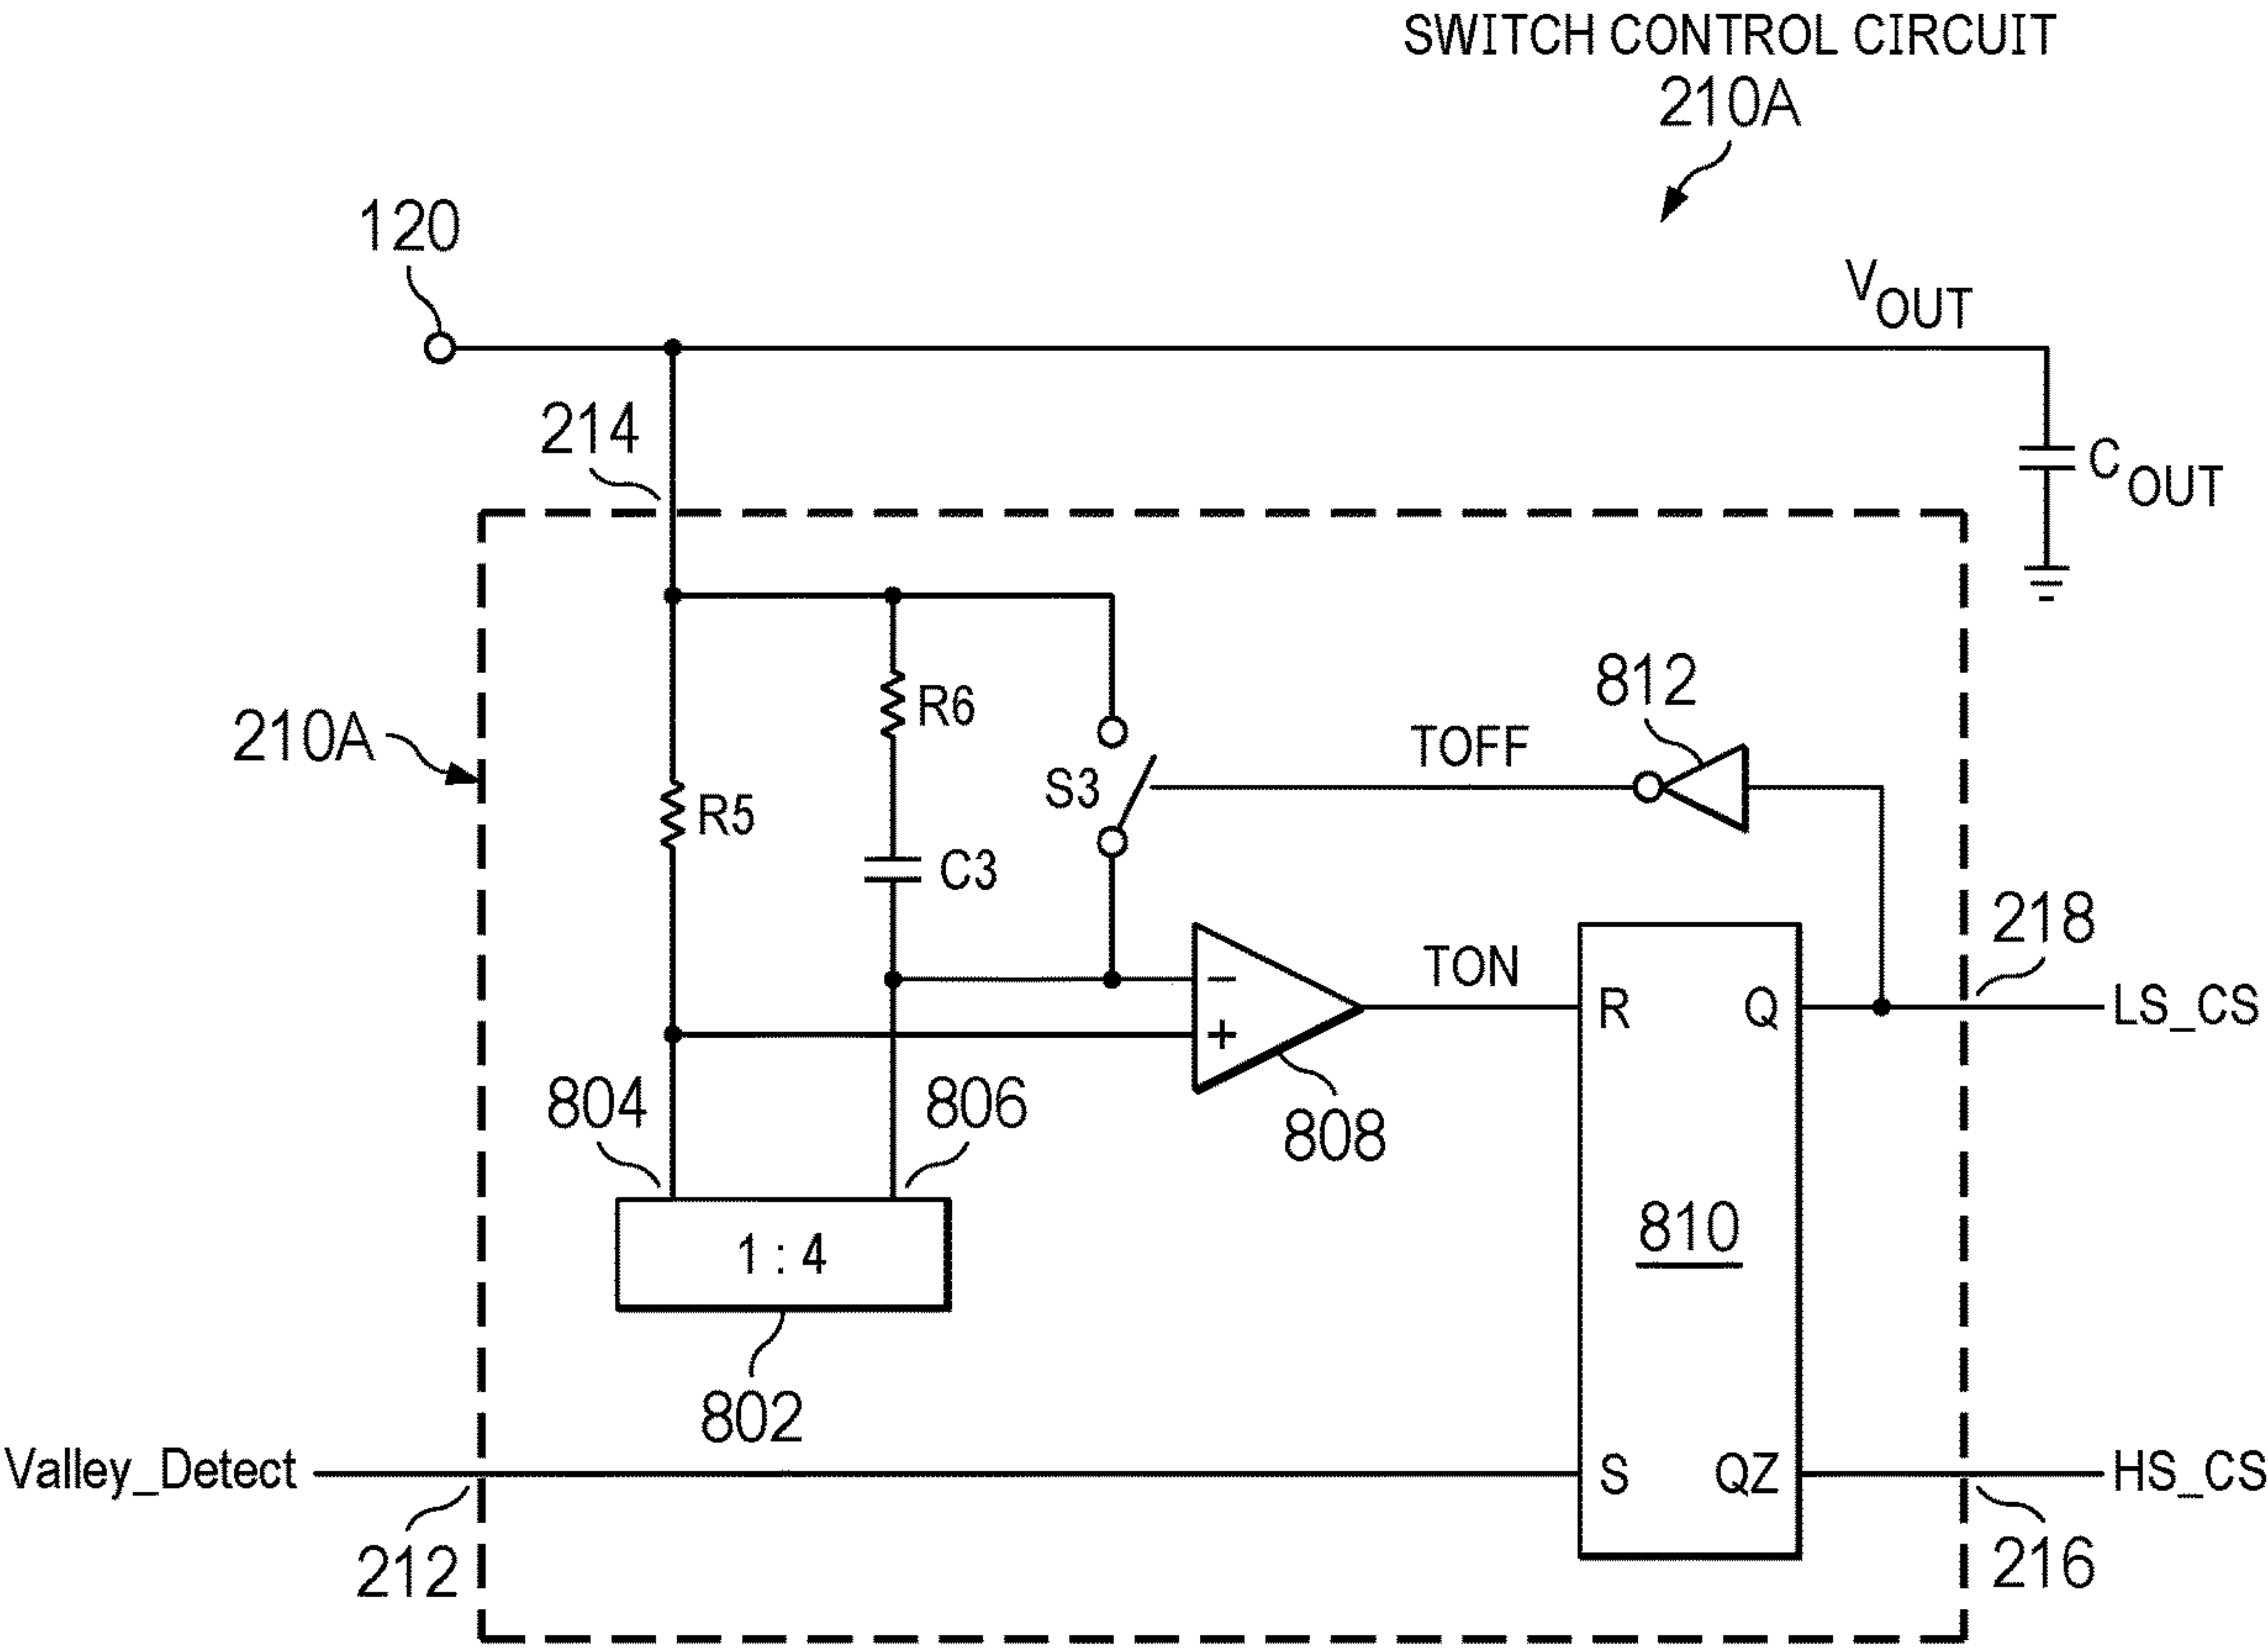 SWITCH CONTROL CIRCUIT
210A
120
VOUT
214
COUT
812
R6
210A
TOFF
S3
R5
C3
218
TON
−
R
Q
LS_CS
+
804
806
808
810
1 : 4
802
Valley_Detect
S
QZ
HS_CS
212
216